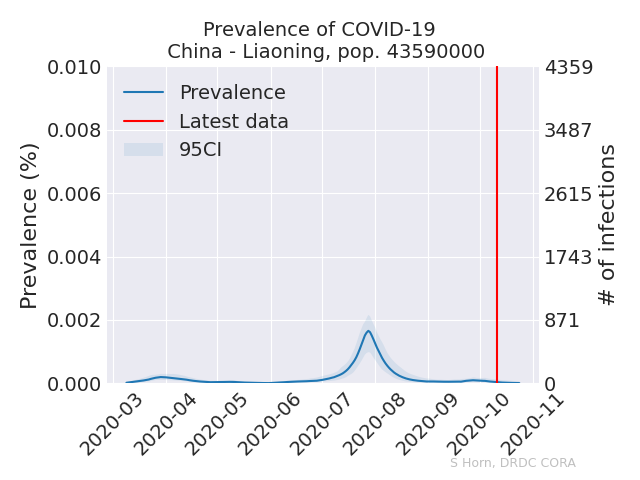 Prevalence of COVID-19
China - Liaoning, pop. 43590000
Prevalence
Latest data
95CI
Prevalence (%)
0.010
0.008
0.006
0.004
0.002
0.000
4359
3487
2615
1743
871
0
# of infections
2020-03
2020-04
2020-05
2020-06
2020-07
2020-08
2020-09
2020-10
2020-11
S Horn, DRDC CORA